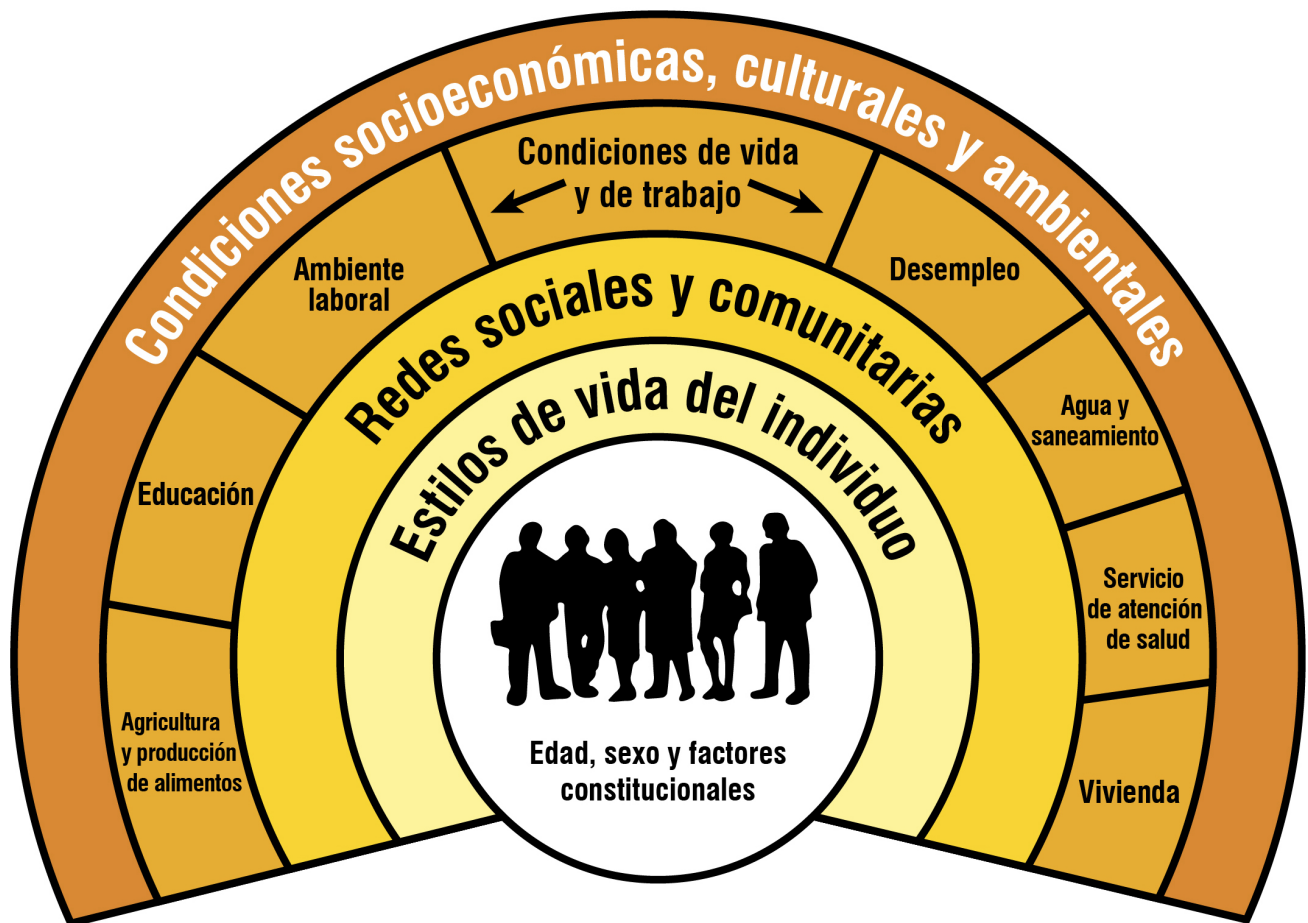 Condiciones socioeconómicas, culturales y ambientales
Condiciones de vida
y de trabajo
Ambiente
laboral
Desempleo
Educación
Agua y
saneamiento
Agricultura
y producción
de alimentos
Servicio
de atención
de salud
Vivienda
Redes sociales y comunitarias
Estilos de vida del individuo
Edad, sexo y factores
constitucionales